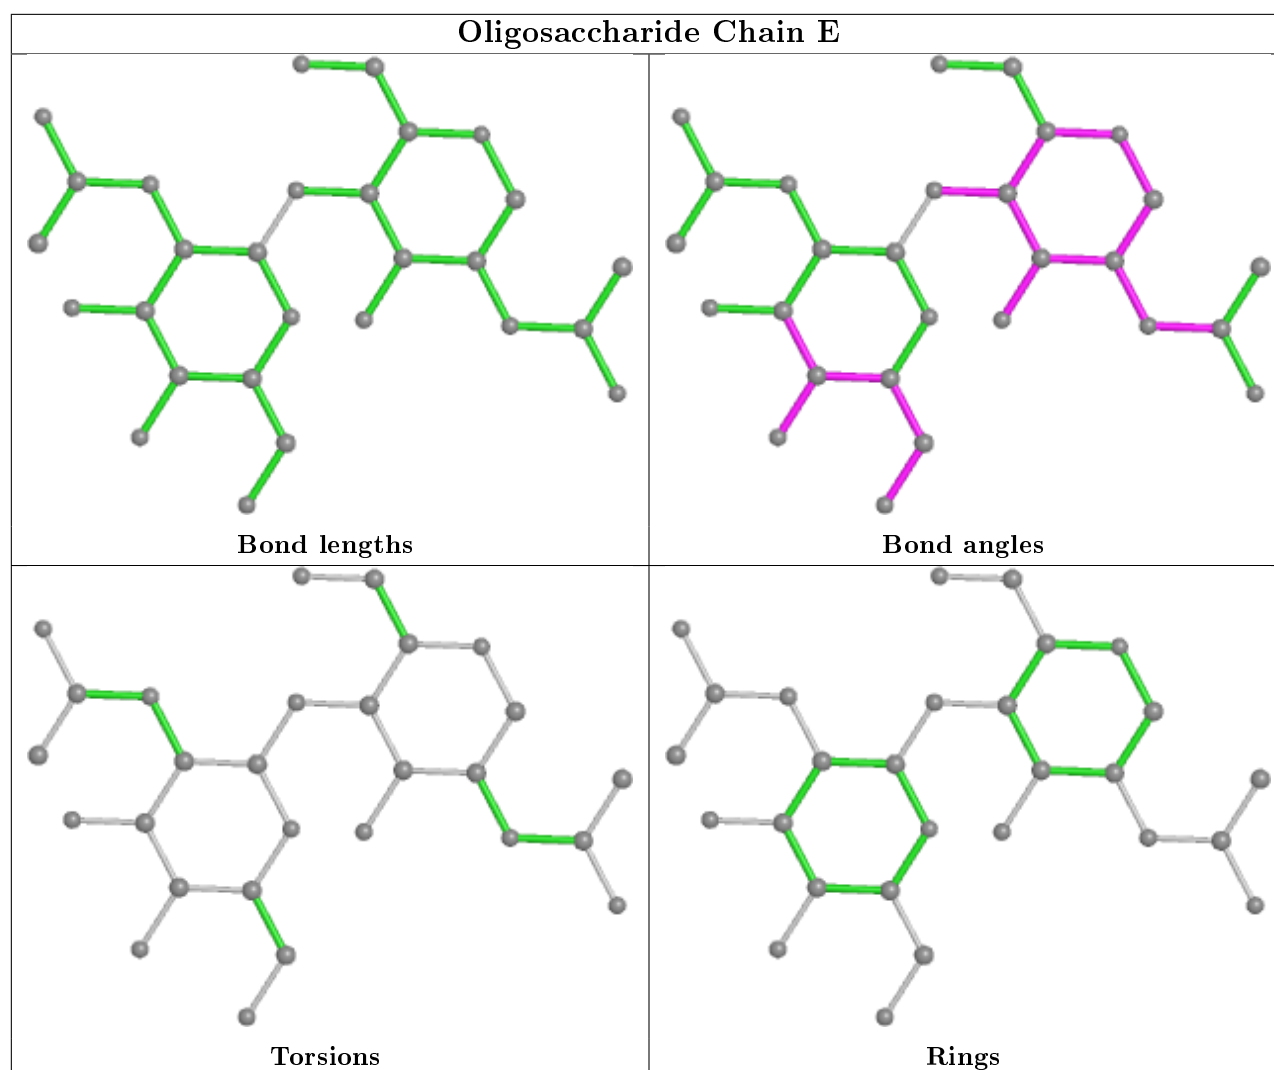 Oligosaccharide Chain E
Bond lengths
Bond angles
Torsions
Rings